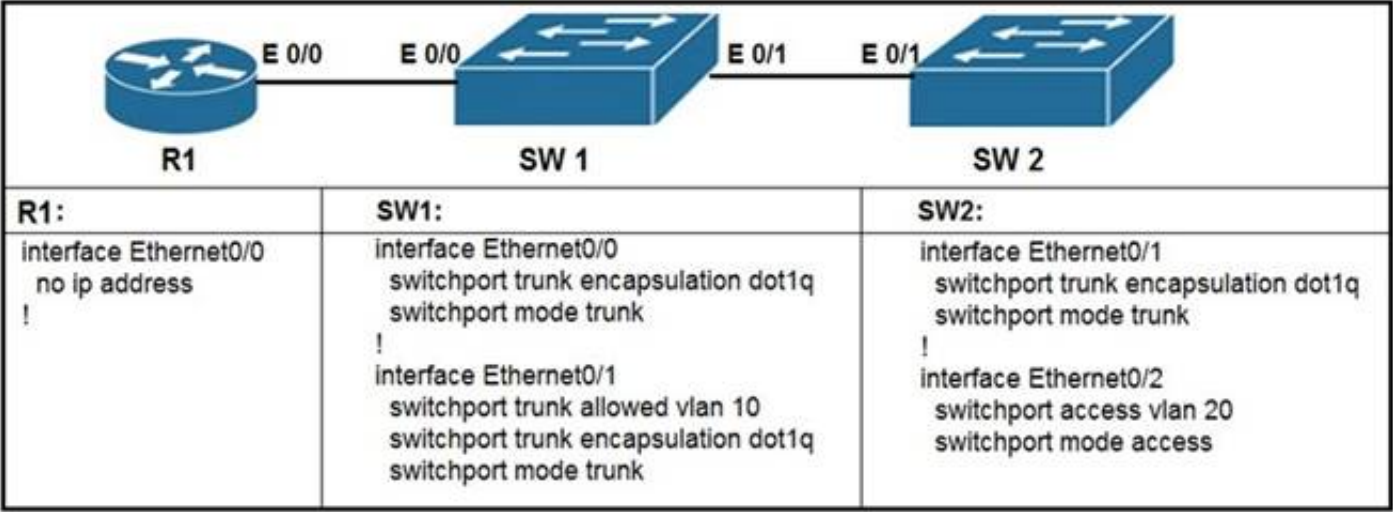 E 0/0
E 0/0
E 0/1
E 0/1
R1
SW 1
SW 2
R1:
interface Ethernet0/0
no ip address
!
SW1:
interface Ethernet0/0
switchport trunk encapsulation dot1q
switchport mode trunk
!
interface Ethernet0/1
switchport trunk allowed vlan 10
switchport trunk encapsulation dot1q
switchport mode trunk
SW2:
interface Ethernet0/1
switchport trunk encapsulation dot1q
switchport mode trunk
!
interface Ethernet0/2
switchport access vlan 20
switchport mode access